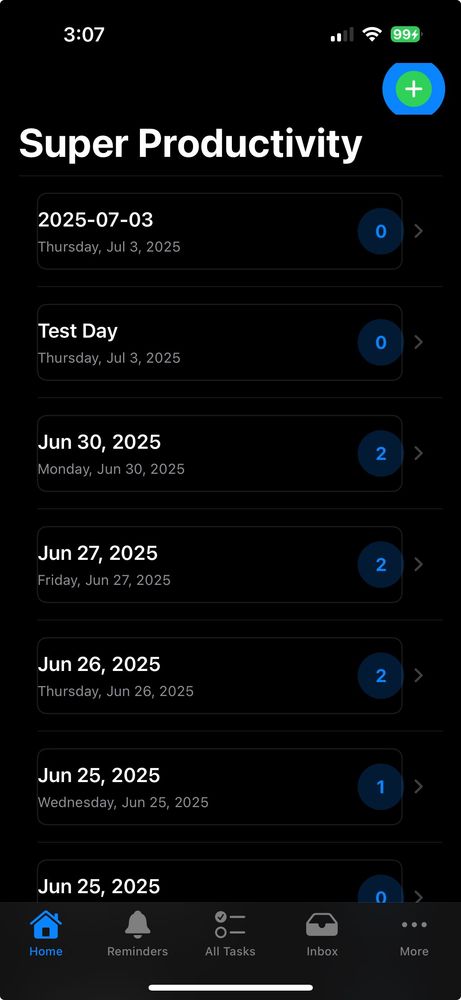 3:07
99
Super Productivity
2025-07-03
Thursday, Jul 3, 2025
0
Test Day
Thursday, Jul 3, 2025
0
Jun 30, 2025
Monday, Jun 30, 2025
2
Jun 27, 2025
Friday, Jun 27, 2025
2
Jun 26, 2025
Thursday, Jun 26, 2025
2
Jun 25, 2025
Wednesday, Jun 25, 2025
1
Jun 25, 2025
0
Home
Reminders
All Tasks
Inbox
More